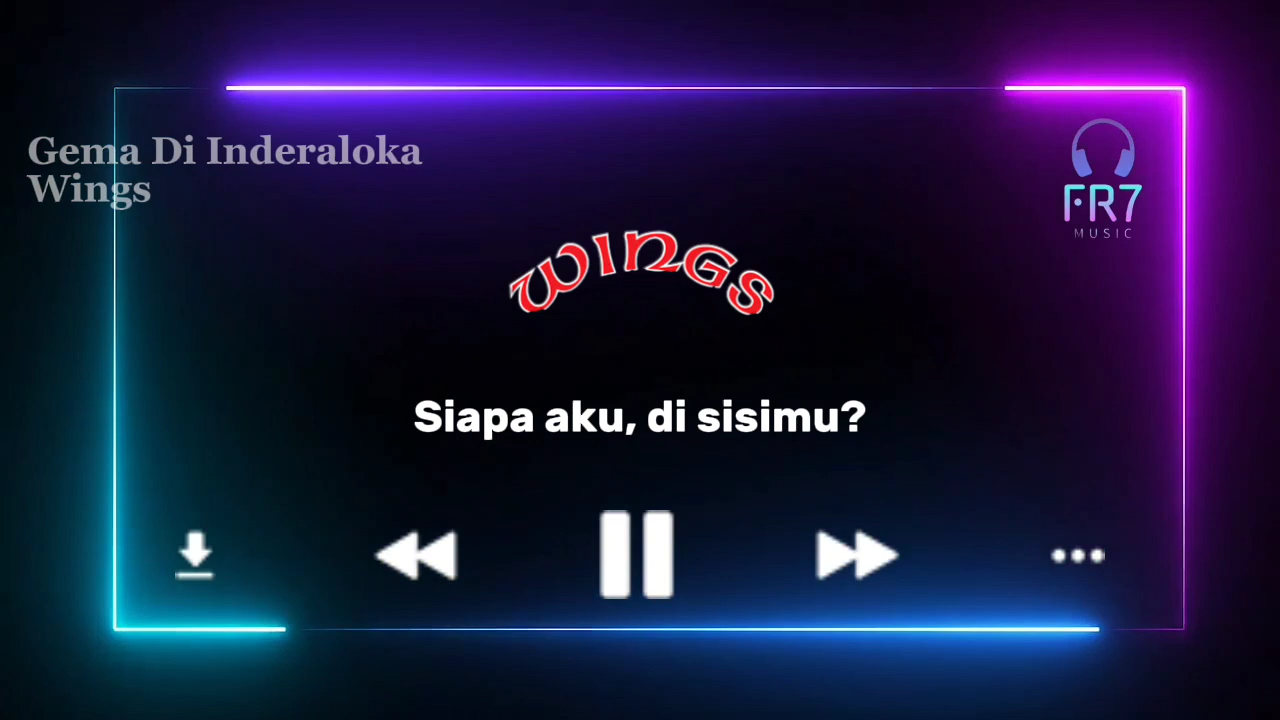 Gema Di Inderaloka
Wings
FR7
MUSIC
WINGS
Siapa aku, di sisimu?